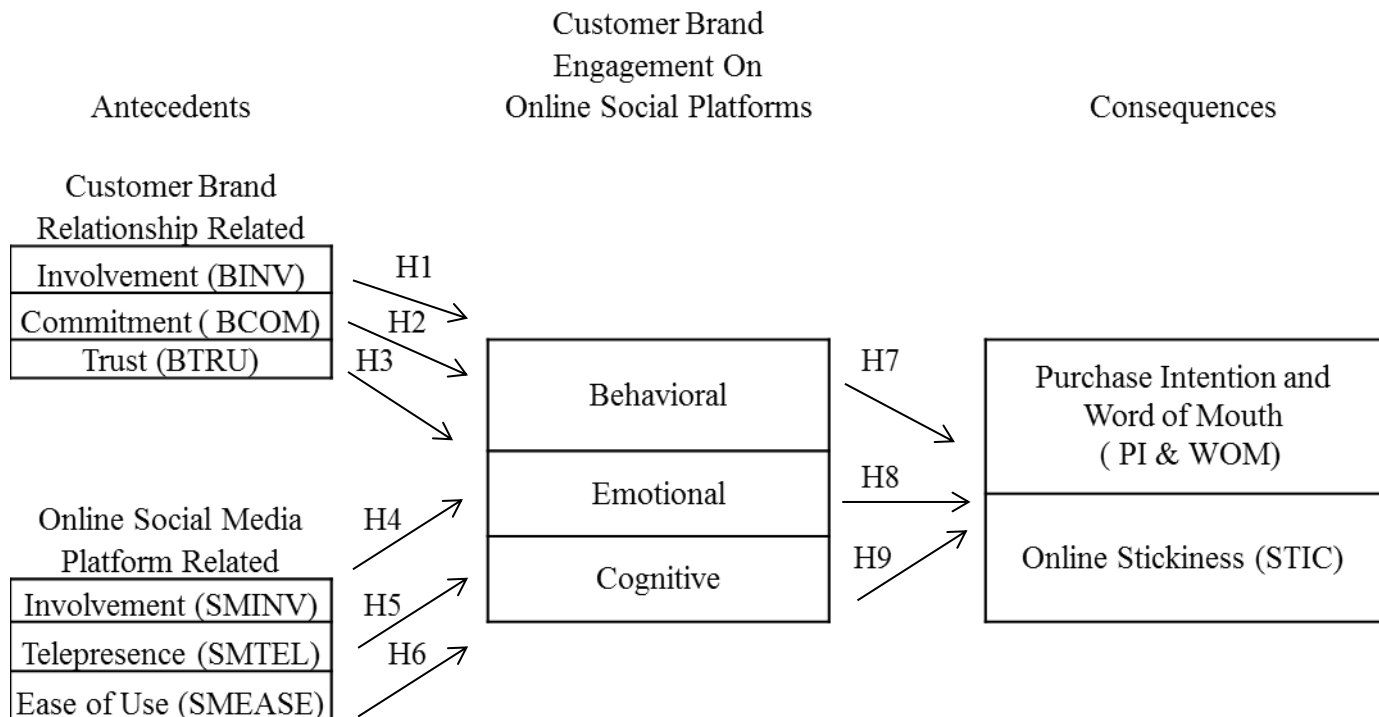 Customer Brand
Engagement On
Online Social Platforms
Antecedents
Consequences
Customer Brand
Relationship Related
Involvement (BINV)
Commitment ( BCOM)
Trust (BTRU)
H1
H2
H3
Online Social Media
Platform Related
Involvement (SMINV)
Telepresence (SMTEL)
Ease of Use (SMEASE)
H4
H5
H6
Behavioral
Emotional
Cognitive
H7
H8
H9
Purchase Intention and
Word of Mouth
( PI & WOM)
Online Stickiness (STIC)